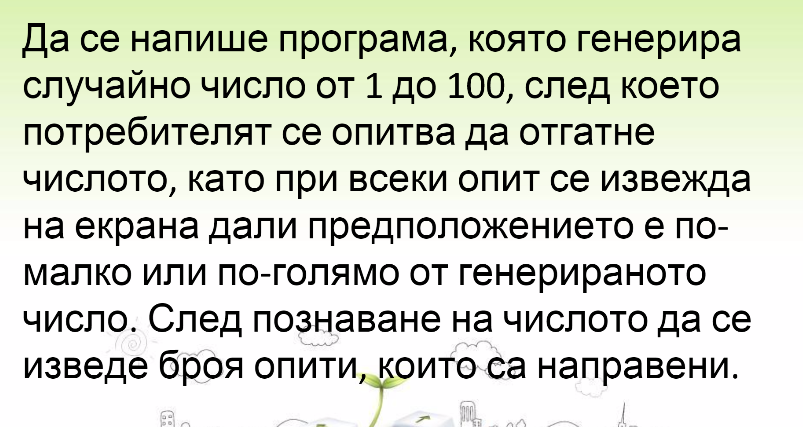 Да се напише програма, която генерира
случайно число от 1 до 100, след което
потребителят се опитва да отгатне
числото, като при всеки опит се извежда
на екрана дали предположението е по-
малко или по-голямо от генерираното
число. След познаване на числото да се
изведе броя опити, които са направени.